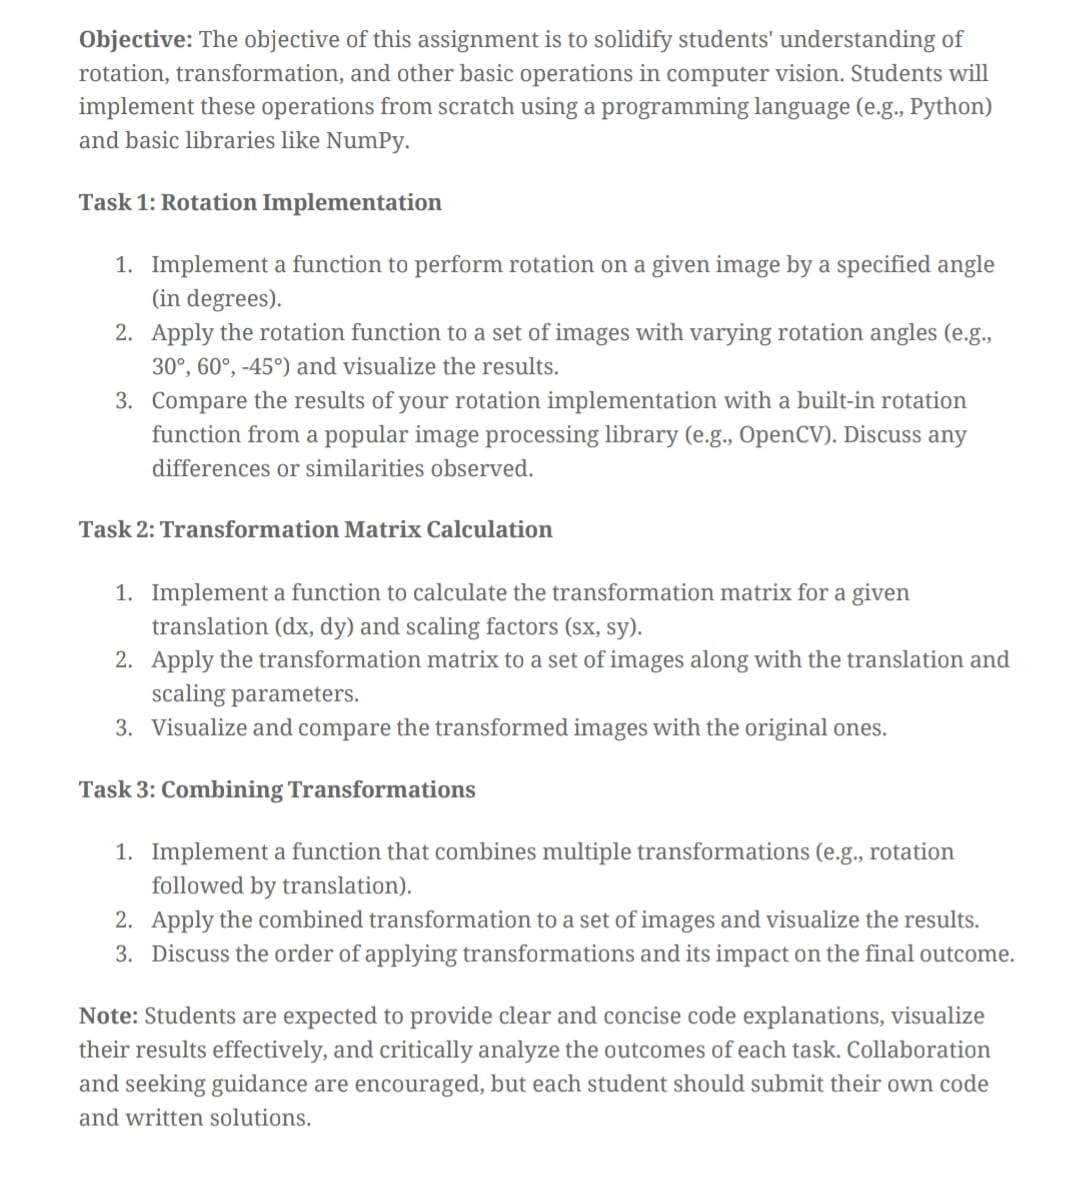 Objective: The objective of this assignment is to solidify students' understanding of
rotation, transformation, and other basic operations in computer vision. Students will
implement these operations from scratch using a programming language (e.g., Python)
and basic libraries like NumPy.
Task 1: Rotation Implementation
1. Implement a function to perform rotation on a given image by a specified angle
(in degrees).
2. Apply the rotation function to a set of images with varying rotation angles (e.g.,
30°, 60°, -45°) and visualize the results.
3. Compare the results of your rotation implementation with a built-in rotation
function from a popular image processing library (e.g., OpenCV). Discuss any
differences or similarities observed.
Task 2: Transformation Matrix Calculation
1. Implement a function to calculate the transformation matrix for a given
translation (dx, dy) and scaling factors (sx, sy).
2. Apply the transformation matrix to a set of images along with the translation and
scaling parameters.
3. Visualize and compare the transformed images with the original ones.
Task 3: Combining Transformations
1. Implement a function that combines multiple transformations (e.g., rotation
followed by translation).
2. Apply the combined transformation to a set of images and visualize the results.
3. Discuss the order of applying transformations and its impact on the final outcome.
Note: Students are expected to provide clear and concise code explanations, visualize
their results effectively, and critically analyze the outcomes of each task. Collaboration
and seeking guidance are encouraged, but each student should submit their own code
and written solutions.